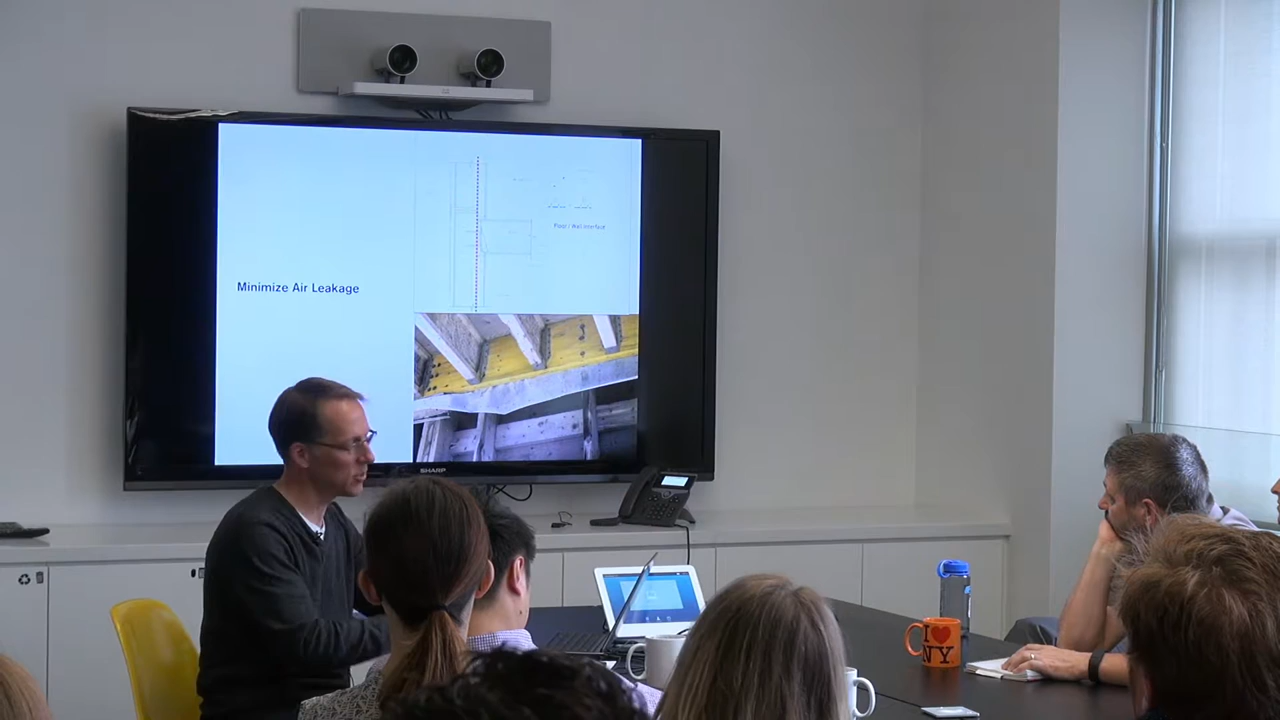 Floor / Wall Interface
Minimize Air Leakage
SHARP
I ♥
NY